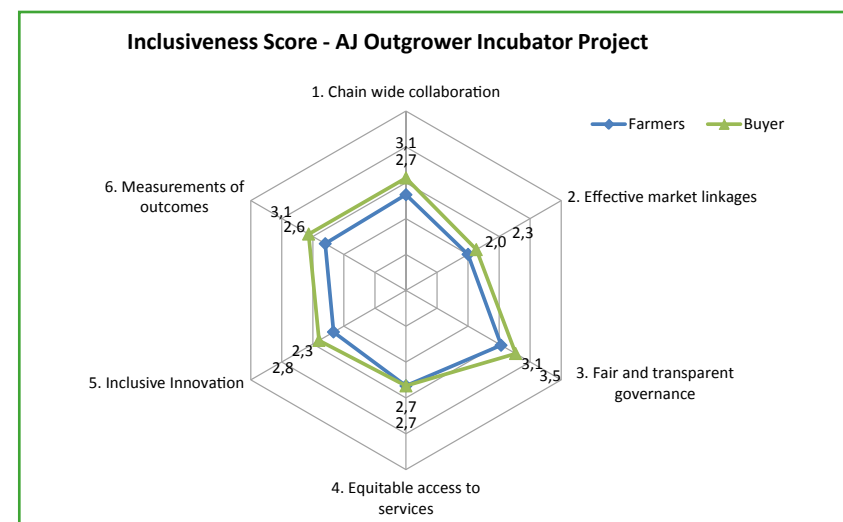 Inclusiveness Score - AJ Outgrower Incubator Project
1. Chain wide collaboration
Farmers
Buyer
3,1
2,7
6. Measurements of
outcomes
3,1
2,6
2. Effective market linkages
2,3
2,0
5. Inclusive Innovation
2,3
2,8
3,1
3,5
3. Fair and transparent
governance
2,7
2,7
4. Equitable access to
services